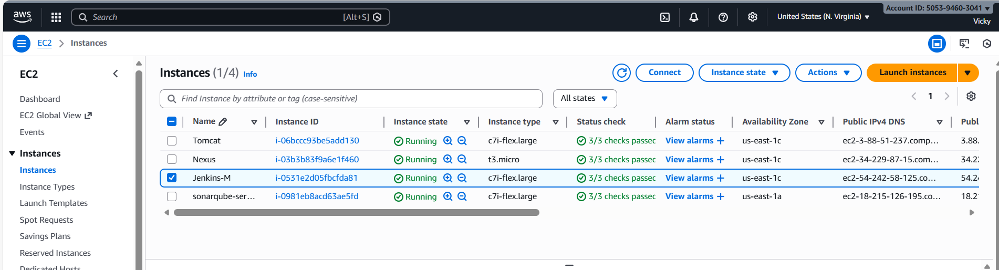 aws
Search [Alt+S]
United States (N. Virginia)
Account ID: 5053-9460-3041
Vicky
EC2 Instances
EC2
Dashboard
EC2 Global View
Events
Instances
Instances
Instance Types
Launch Templates
Spot Requests
Savings Plans
Reserved Instances
Dedicated Hosts
Instances (1/4) Info
Connect Instance state Actions Launch instances
Find Instance by attribute or tag (case-sensitive) All states 1
Name Instance ID Instance state Instance type Status check Alarm status Availability Zone Public IPv4 DNS Publ
Tomcat i-06bccc93be5add130 Running c7i-flex.large 3/3 checks passec View alarms + us-east-1c ec2-3-88-51-237.comp... 3.88.
Nexus i-03b3b83f9a6e1f460 Running t3.micro 3/3 checks passec View alarms + us-east-1c ec2-34-229-87-15.com... 34.22
Jenkins-M i-0531e2d05fbcfda81 Running c7i-flex.large 3/3 checks passec View alarms + us-east-1c ec2-54-242-58-125.co... 54.24
sonarqube-ser... i-0981eb8acd63ae5fd Running c7i-flex.large 3/3 checks passec View alarms + us-east-1a ec2-18-215-126-195.co... 18.21